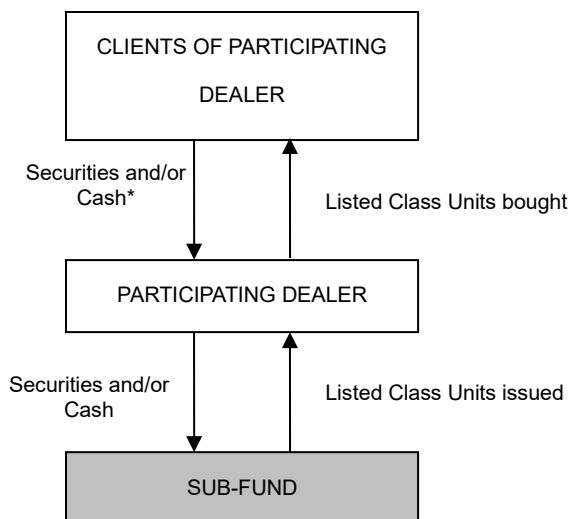 CLIENTS OF PARTICIPATING
DEALER
Securities and/or
Cash*
Listed Class Units bought
PARTICIPATING DEALER
Securities and/or
Cash
Listed Class Units issued
SUB-FUND